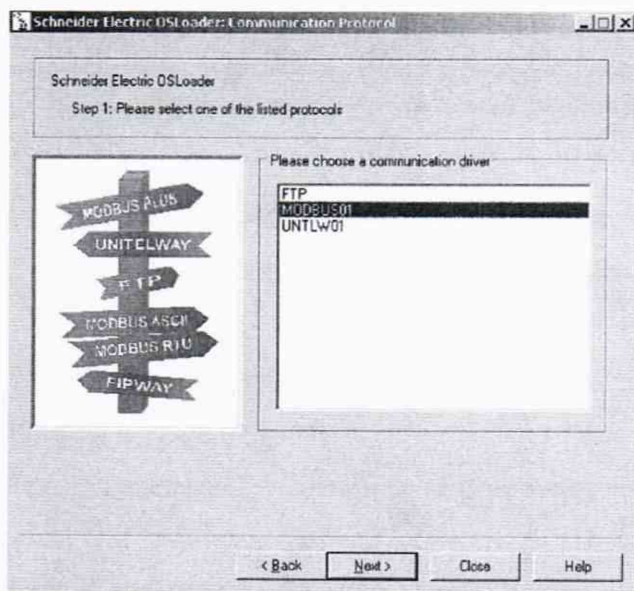 Schneider Electric OSLoader: Communication Protocol
Schneider Electric OSLoader
Step 1: Please select one of the listed protocols
MODBUS PLUS
UNITELWAY
FTP
MODBUS ASCII
MODBUS RTU
FIPWAY
Please choose a communication driver
FTP
MODBUS01
UNTLW01
< Back
Next >
Close
Help